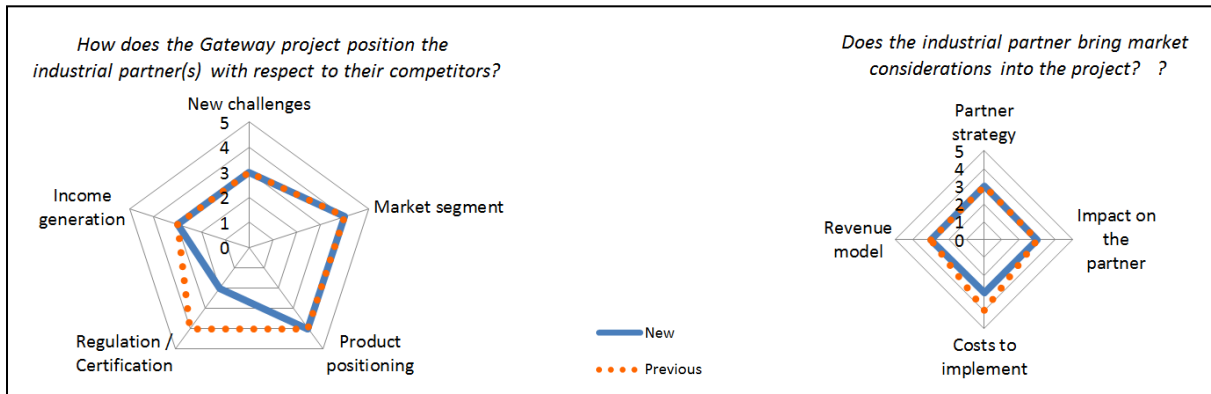 How does the Gateway project position the
industrial partner(s) with respect to their competitors?
New challenges
5
4
3
2
1
0
Income
generation
Market segment
Regulation /
Certification
Product
positioning
New
Previous
Does the industrial partner bring market
considerations into the project? ?
Partner
strategy
5
4
3
2
1
0
Revenue
model
Impact on
the
partner
Costs to
implement